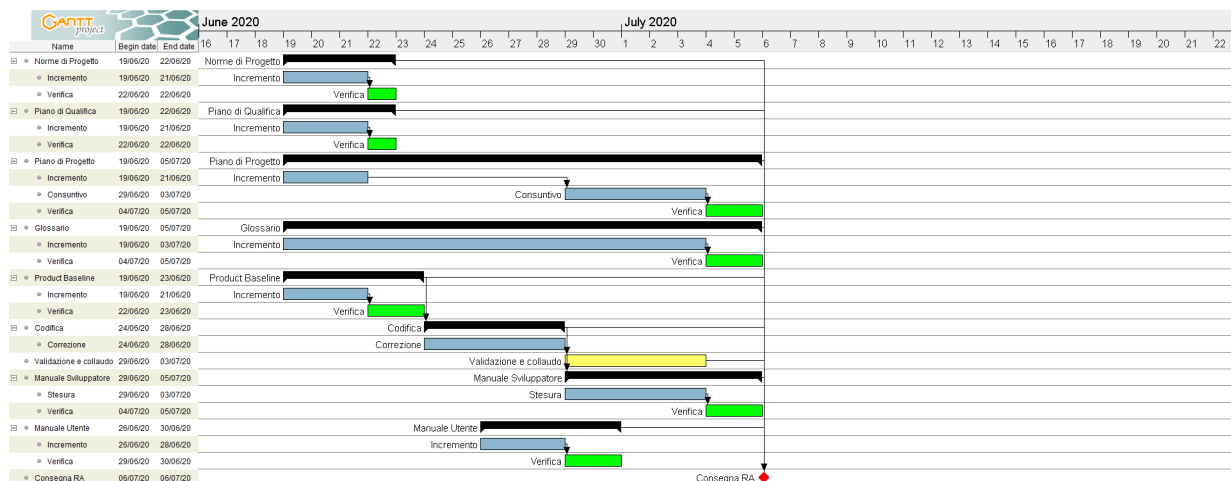 GANTT
project
June 2020 July 2020
Name Begin date End date 16 17 18 19 20 21 22 23 24 25 26 27 28 29 30 1 2 3 4 5 6 7 8 9 10 11 12 13 14 15 16 17 18 19 20 21 22
Norme di Progetto 19/06/20 22/06/20 Norme di Progetto
Incremento 19/06/20 21/06/20 Incremento
Verifica 22/06/20 22/06/20 Verifica
Piano di Qualifica 19/06/20 22/06/20 Piano di Qualifica
Incremento 19/06/20 21/06/20 Incremento
Verifica 22/06/20 22/06/20 Verifica
Piano di Progetto 19/06/20 05/07/20 Piano di Progetto
Incremento 19/06/20 21/06/20 Incremento
Consuntivo 29/06/20 03/07/20 Consuntivo
Verifica 04/07/20 05/07/20 Verifica
Glossario 19/06/20 05/07/20 Glossario
Incremento 19/06/20 03/07/20 Incremento
Verifica 04/07/20 05/07/20 Verifica
Product Baseline 19/06/20 23/06/20 Product Baseline
Incremento 19/06/20 21/06/20 Incremento
Verifica 22/06/20 23/06/20 Verifica
Codifica 24/06/20 28/06/20 Codifica
Correzione 24/06/20 28/06/20 Correzione
Validazione e collaudo 29/06/20 03/07/20 Validazione e collaudo
Manuale Sviluppatore 29/06/20 05/07/20 Manuale Sviluppatore
Stesura 29/06/20 03/07/20 Stesura
Verifica 04/07/20 05/07/20 Verifica
Manuale Utente 26/06/20 30/06/20 Manuale Utente
Incremento 26/06/20 28/06/20 Incremento
Verifica 29/06/20 30/06/20 Verifica
Consegna RA 06/07/20 06/07/20 Consegna RA